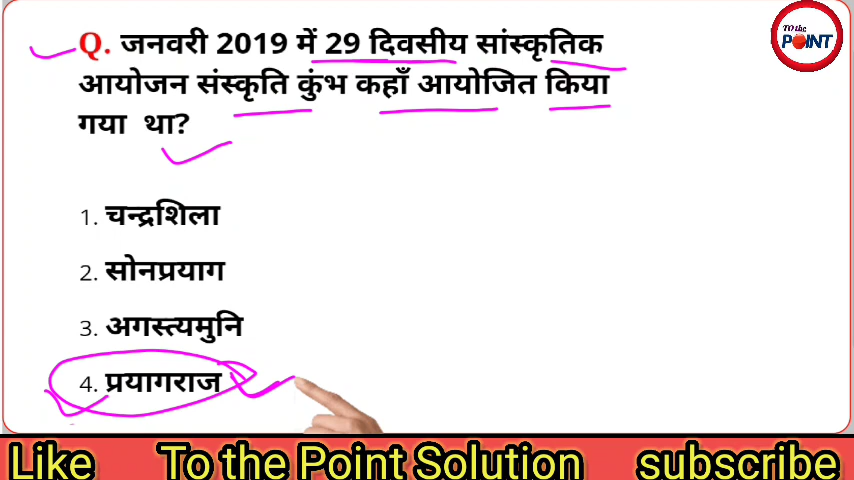 Q. जनवरी 2019 में 29 दिवसीय सांस्कृतिक
आयोजन संस्कृति कुंभ कहाँ आयोजित किया
गया था?
TO the
POINT
1. चन्द्रशिला
2. सोनप्रयाग
3. अगस्त्यमुनि
4. प्रयागराज
Like To the Point Solution subscribe